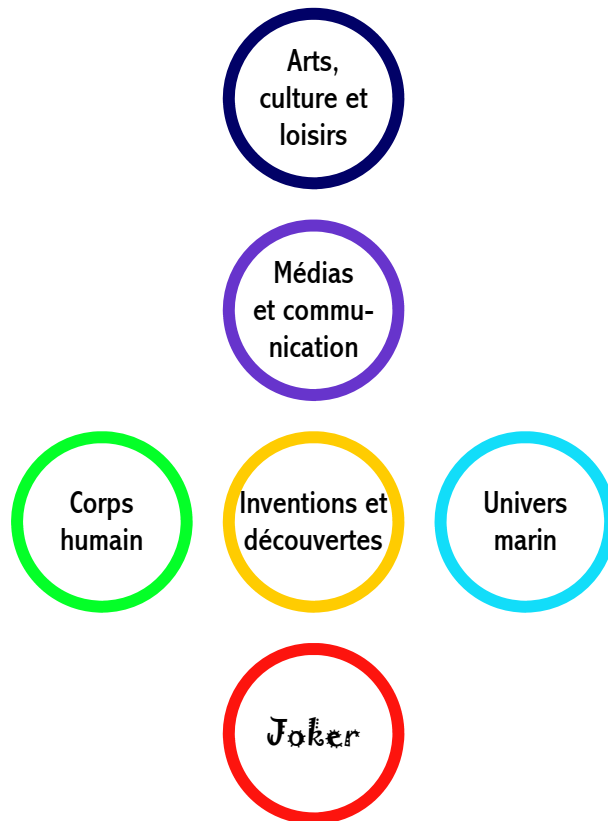 Arts,
culture et
loisirs
Médias
et commu-
nication
Corps
humain
Inventions et
découvertes
Univers
marin
Joker